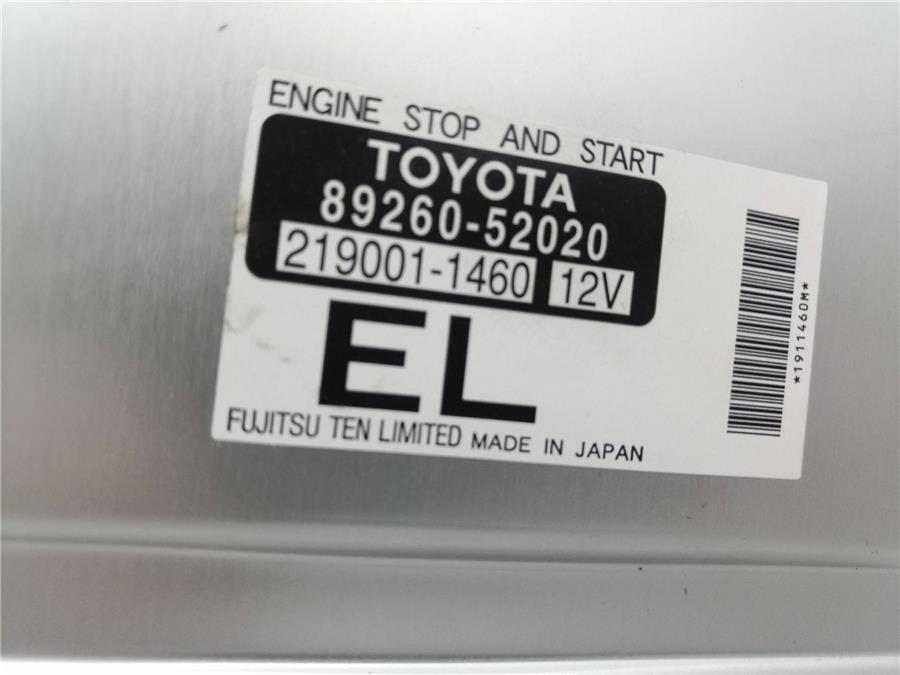 ENGINE STOP AND START
TOYOTA
89260-52020
219001-1460 12V
EL
FUJITSU TEN LIMITED MADE IN JAPAN
*1911460M*